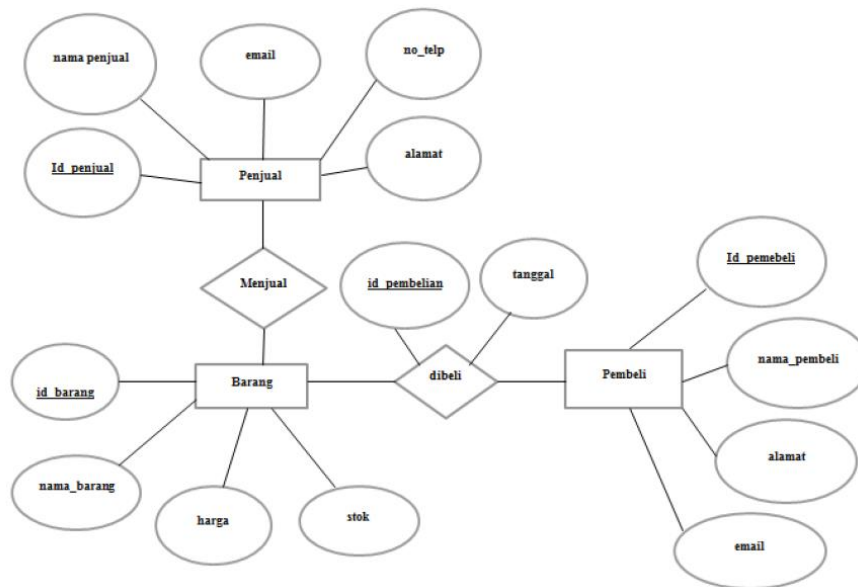 nama penjual
email
no_telp
Id_penjual
Penjual
alamat
Menjual
id_pembelian
tanggal
Id_pemebeli
id_barang
Barang
dibeli
Pembeli
nama_pembeli
nama_barang
harga
stok
alamat
email